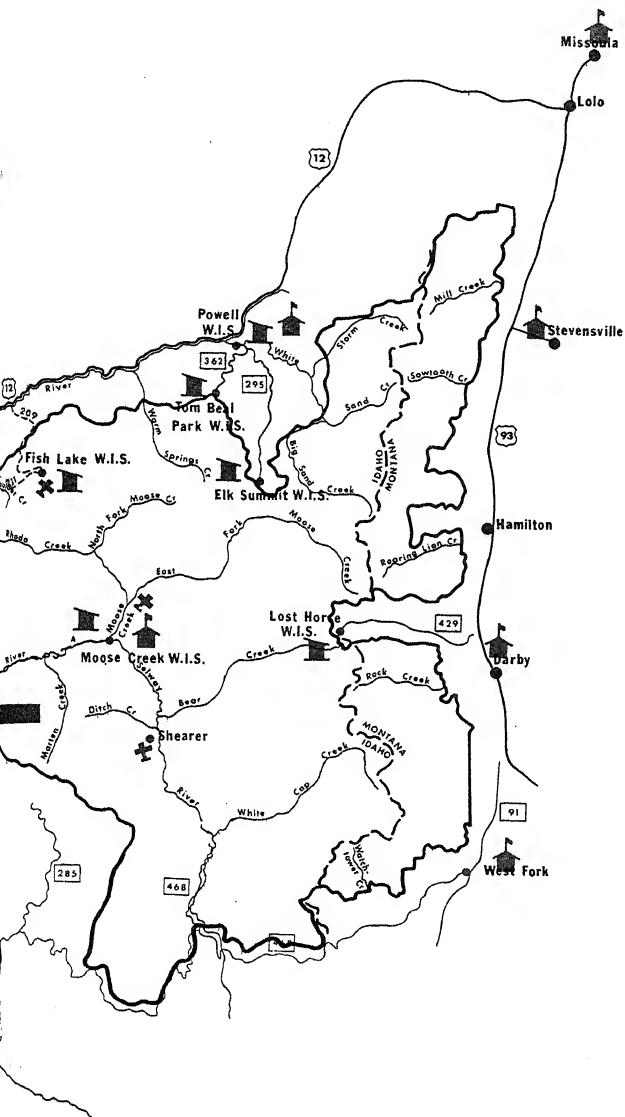 Missoula
Lolo
12
Mill Creek
Powell
W.I.S.
Storm Creek
Stevensville
White
362
295
Sawtooth Cr
12
River
Sand Cr
Tom Beal
Park W.I.S.
209
Warm Springs Cr
93
IDAHO
MONTANA
Fish Lake W.I.S.
Big Sand Creek
Elk Summit W.I.S.
Cr
North Fork Moose Cr
Fork Moose Creek
Hamilton
Rhoda Creek
Roaring Lion Cr
East
Moose Creek
Lost Horse
W.I.S.
429
River
Moose Creek W.I.S.
Darby
Selway
Creek
Rock Creek
Bear
Marten Creek
Ditch Cr
Shearer
MONTANA
IDAHO
Creek
Cap
White
River
91
Watch-
tower Cr
285
468
West Fork